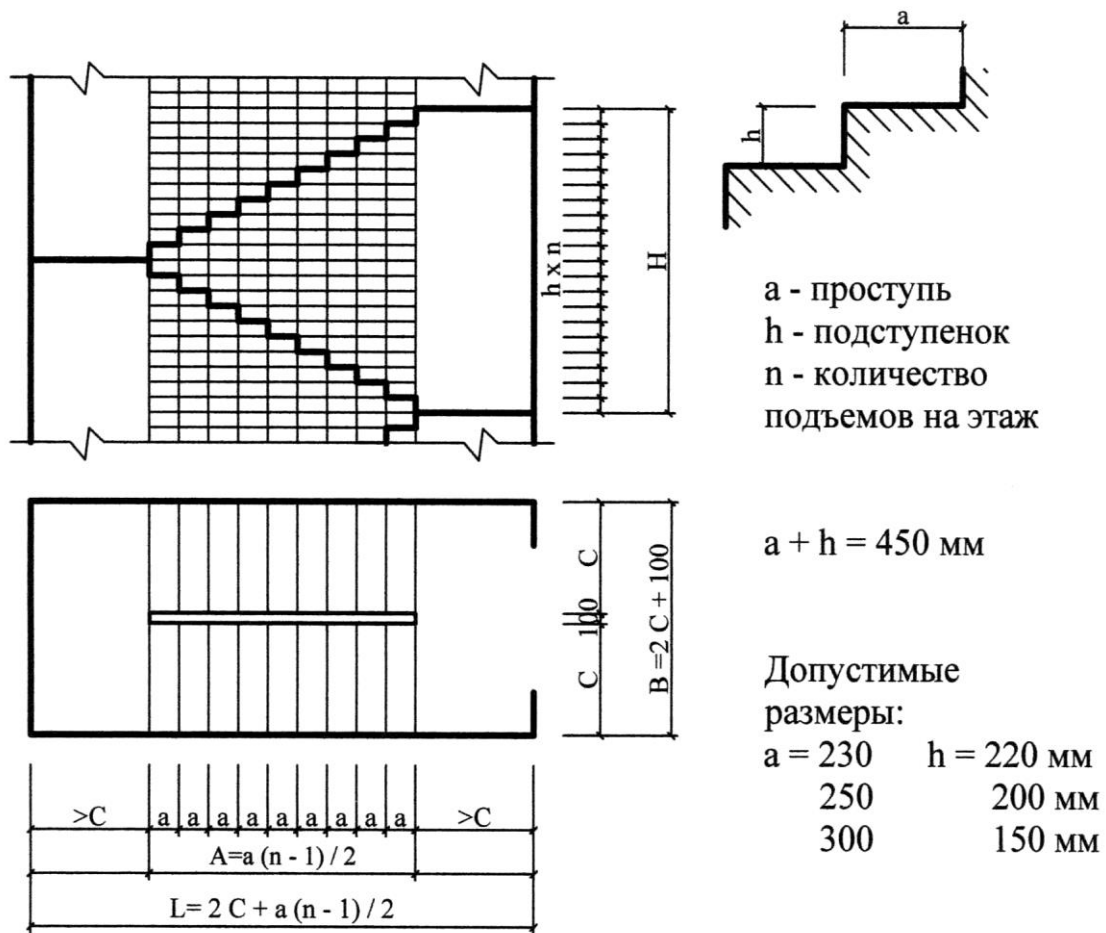 a
h
h x n
H
a - проступь
h - подступенок
n - количество
подъемов на этаж
a + h = 450 мм
C
100
C
B =2 C + 100
Допустимые
размеры:
a = 230 h = 220 мм
250 200 мм
300 150 мм
>C a a a a a a a a a >C
A=a (n - 1) / 2
L= 2 C + a (n - 1) / 2